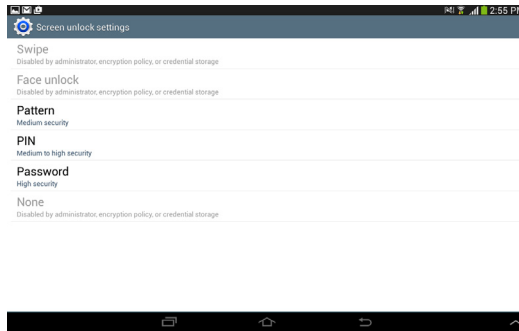 2:55 PM
Screen unlock settings
Swipe
Disabled by administrator, encryption policy, or credential storage
Face unlock
Disabled by administrator, encryption policy, or credential storage
Pattern
Medium security
PIN
Medium to high security
Password
High security
None
Disabled by administrator, encryption policy, or credential storage